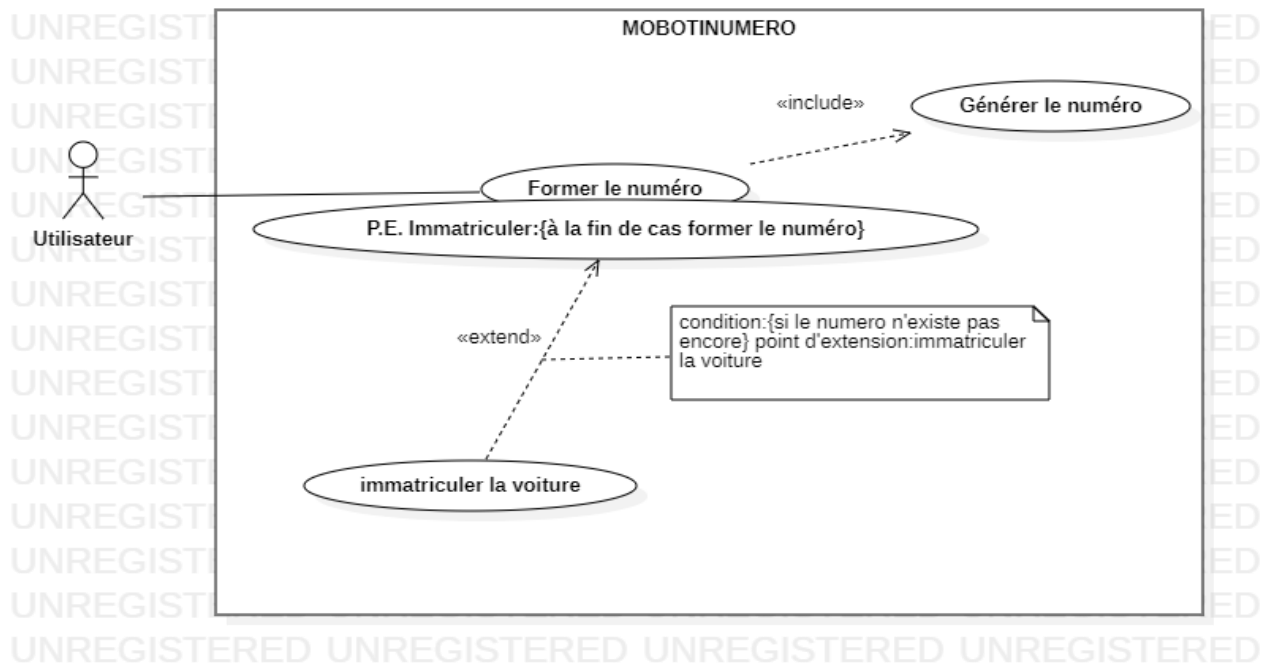 MOBOTINUMERO
«include»
Générer le numéro
Former le numéro
P.E. Immatriculer:{à la fin de cas former le numéro}
Utilisateur
«extend»
condition:{si le numero n'existe pas
encore} point d'extension:immatriculer
la voiture
immatriculer la voiture
UNREGISTERED UNREGISTERED UNREGISTERED UNREGISTERED